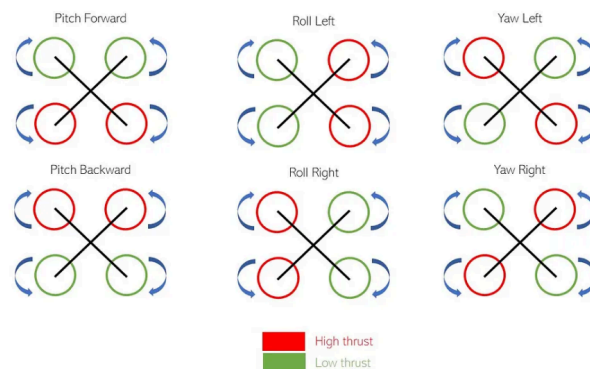 Pitch Forward
Roll Left
Yaw Left
Pitch Backward
Roll Right
Yaw Right
High thrust
Low thrust